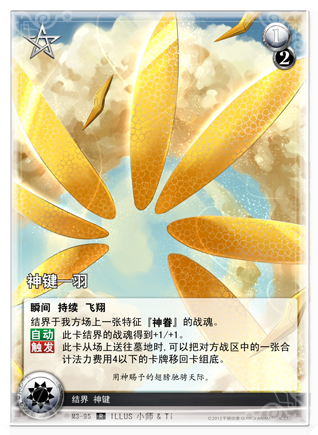 1
2
神键—羽
瞬间 持续 飞翔
结界于我方场上一张特征『神眷』的战魂。
自动 此卡结界的战魂得到+1/+1。
触发 此卡从场上送往墓地时,可以把对方战区中的一张合
计法力费用4以下的卡牌移回卡组底。
用神赐予的翅膀驰骋天际。
结界 神键
M3-95 ILLUS 小师 & Ti